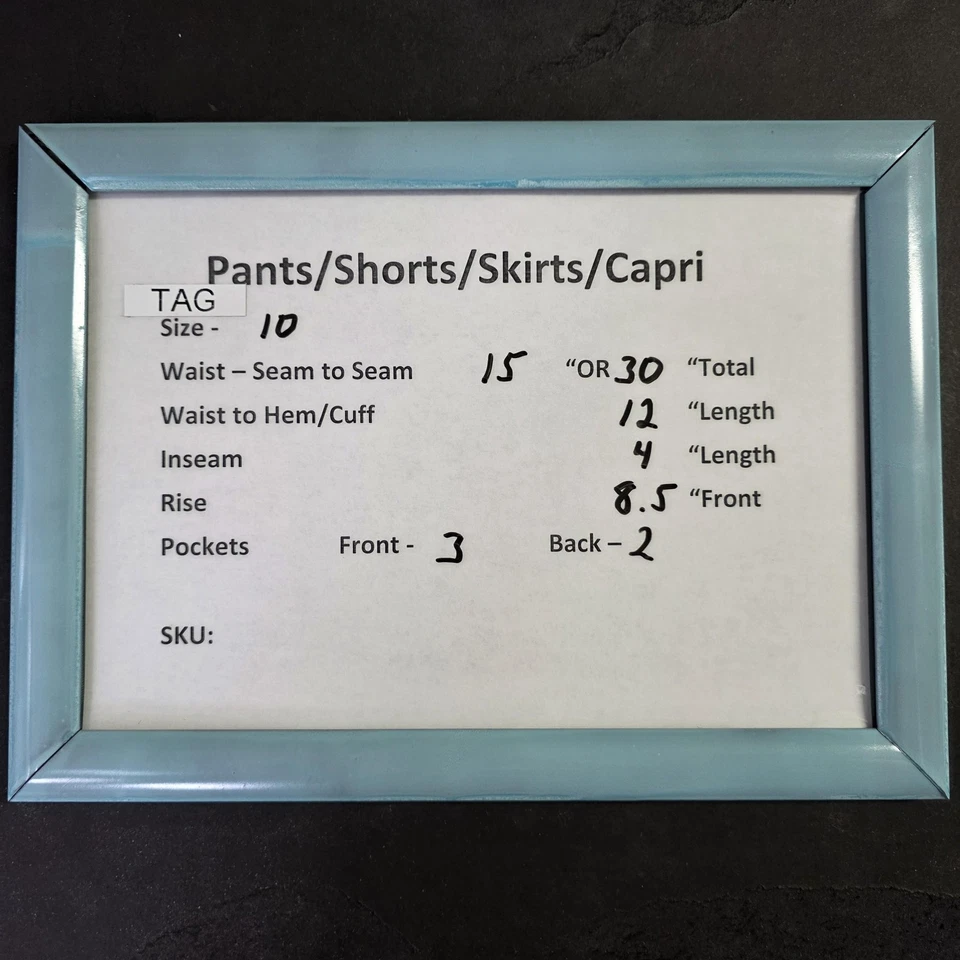 Pants/Shorts/Skirts/Capri
TAG
Size - 10
Waist – Seam to Seam 15 “OR 30 “Total
Waist to Hem/Cuff 12 “Length
Inseam 4 “Length
Rise 8.5 “Front
Pockets Front - 3 Back – 2
SKU: